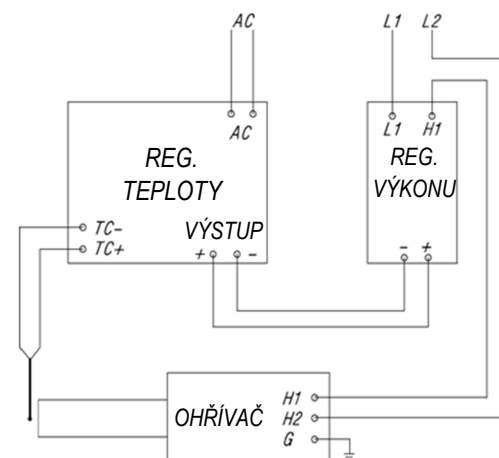 AC L1 L2
AC L1 H1
REG.
TEPLOTY
REG.
VÝKONU
TC-
TC+
VÝSTUP
+ -
- +
OHŘÍVAČ
H1
H2
G